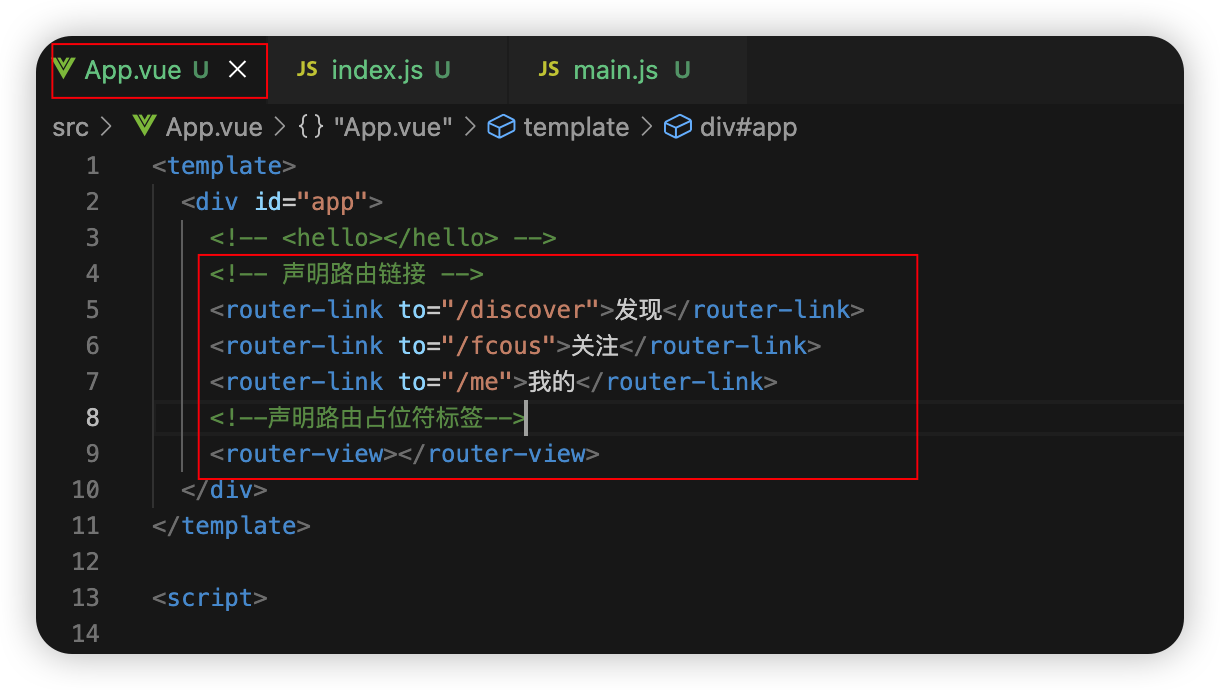 App.vue U × JS index.js U JS main.js U
src > App.vue > {} "App.vue" > template > div#app
1 <template>
2 <div id="app">
3 <!-- <hello></hello> -->
4 <!-- 声明路由链接 -->
5 <router-link to="/discover">发现</router-link>
6 <router-link to="/fcous">关注</router-link>
7 <router-link to="/me">我的</router-link>
8 <!--声明路由占位符标签-->
9 <router-view></router-view>
10 </div>
11 </template>
12
13 <script>
14